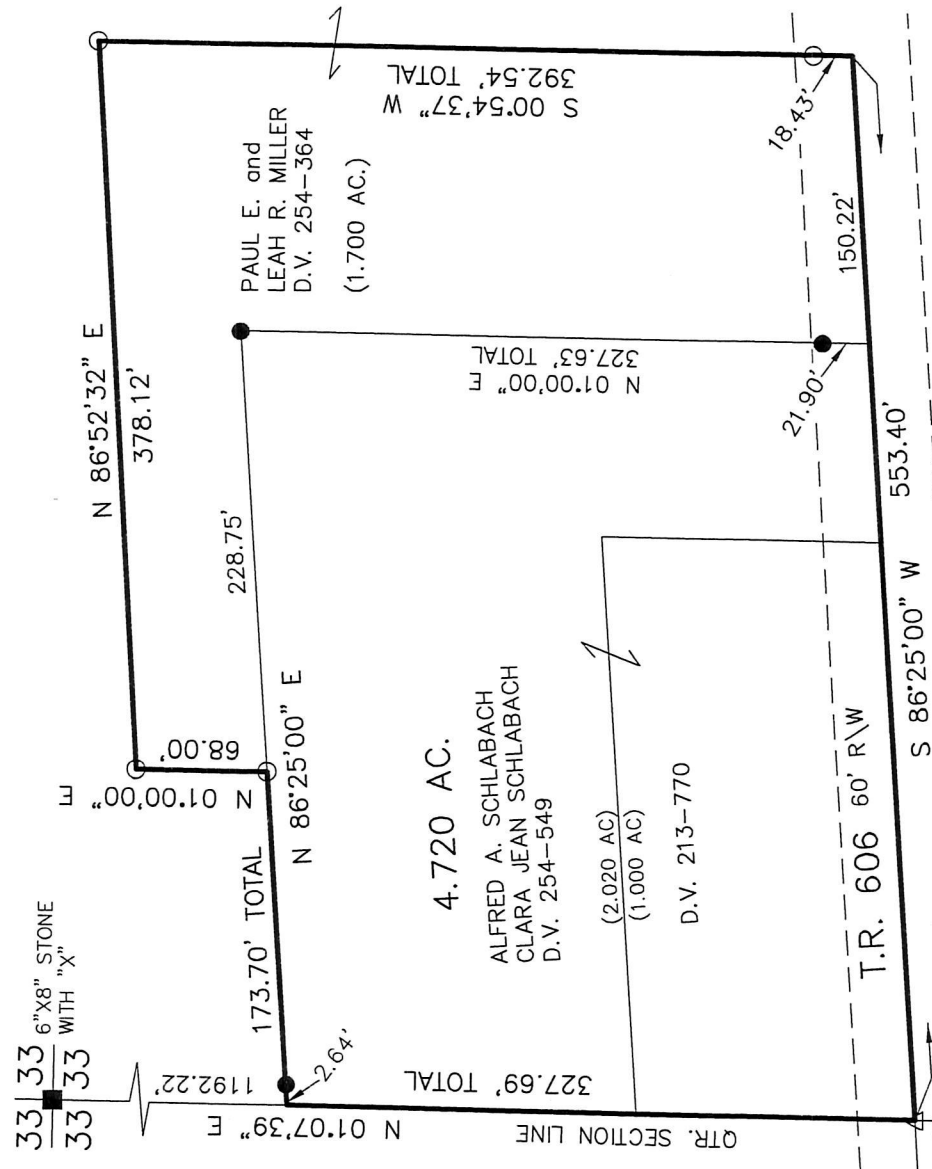 33 33
33 33
6"X8" STONE
WITH "X"
1192.22'
N 01°07'39" E
327.69' TOTAL
QTR. SECTION LINE
2.64'
173.70' TOTAL
N 86°25'00" E
N 01°00'00" E
68.00'
N 86°52'32" E
378.12'
228.75'
PAUL E. and
LEAH R. MILLER
D.V. 254-364
(1.700 AC.)
S 00°54'37" W
392.54' TOTAL
N 01°00'00" E
327.63' TOTAL
18.43'
21.90'
150.22'
4.720 AC.
ALFRED A. SCHLABACH
CLARA JEAN SCHLABACH
D.V. 254-549
(2.020 AC)
(1.000 AC)
D.V. 213-770
T.R. 606 60' R\W
S 86°25'00" W 553.40'